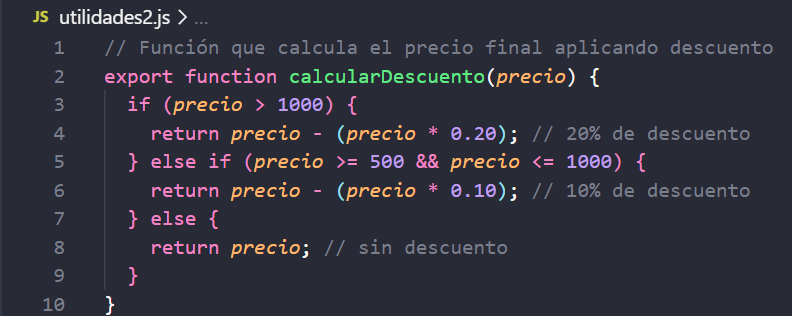 JS utilidades2.js > ...
1 // Función que calcula el precio final aplicando descuento
2 export function calcularDescuento(precio) {
3   if (precio > 1000) {
4     return precio - (precio * 0.20); // 20% de descuento
5   } else if (precio >= 500 && precio <= 1000) {
6     return precio - (precio * 0.10); // 10% de descuento
7   } else {
8     return precio; // sin descuento
9   }
10 }